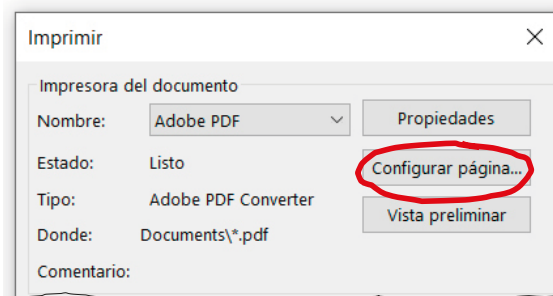 Imprimir
Impresora del documento
Nombre: Adobe PDF Propiedades
Estado: Listo Configurar página...
Tipo: Adobe PDF Converter Vista preliminar
Donde: Documents\*.pdf
Comentario: